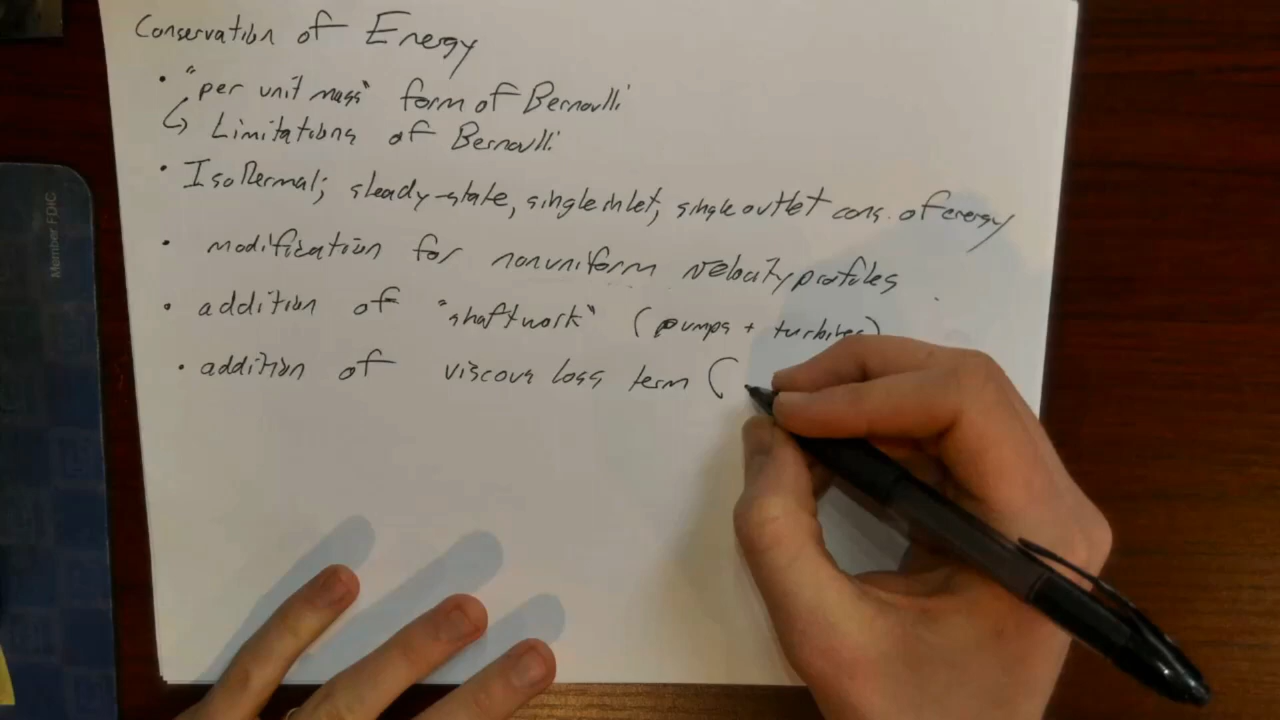 Conservation of Energy
• "per unit mass" form of Bernoulli
↳ Limitations of Bernoulli
• Isothermal, steady-state, single inlet, single outlet cons. of energy
• modification for nonuniform velocity profiles
• addition of "shaft work" (pumps + turbines)
• addition of viscous loss term (
Member FDIC